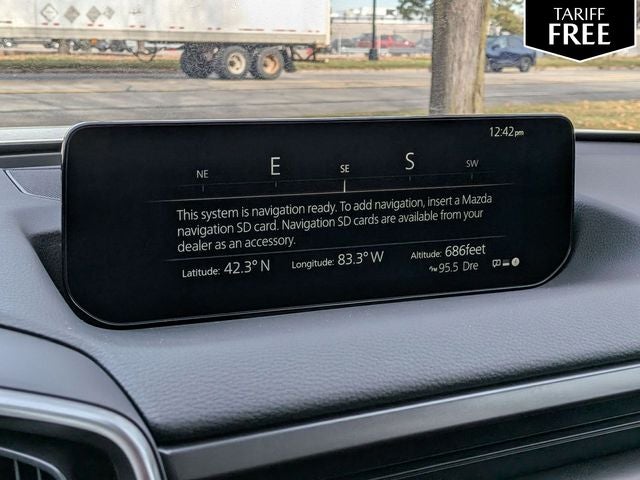 TARIFF
FREE
12:42pm
NE E SE S SW
This system is navigation ready. To add navigation, insert a Mazda
navigation SD card. Navigation SD cards are available from your
dealer as an accessory.
Latitude: 42.3° N Longitude: 83.3° W Altitude: 686feet
FM 95.5 Dre